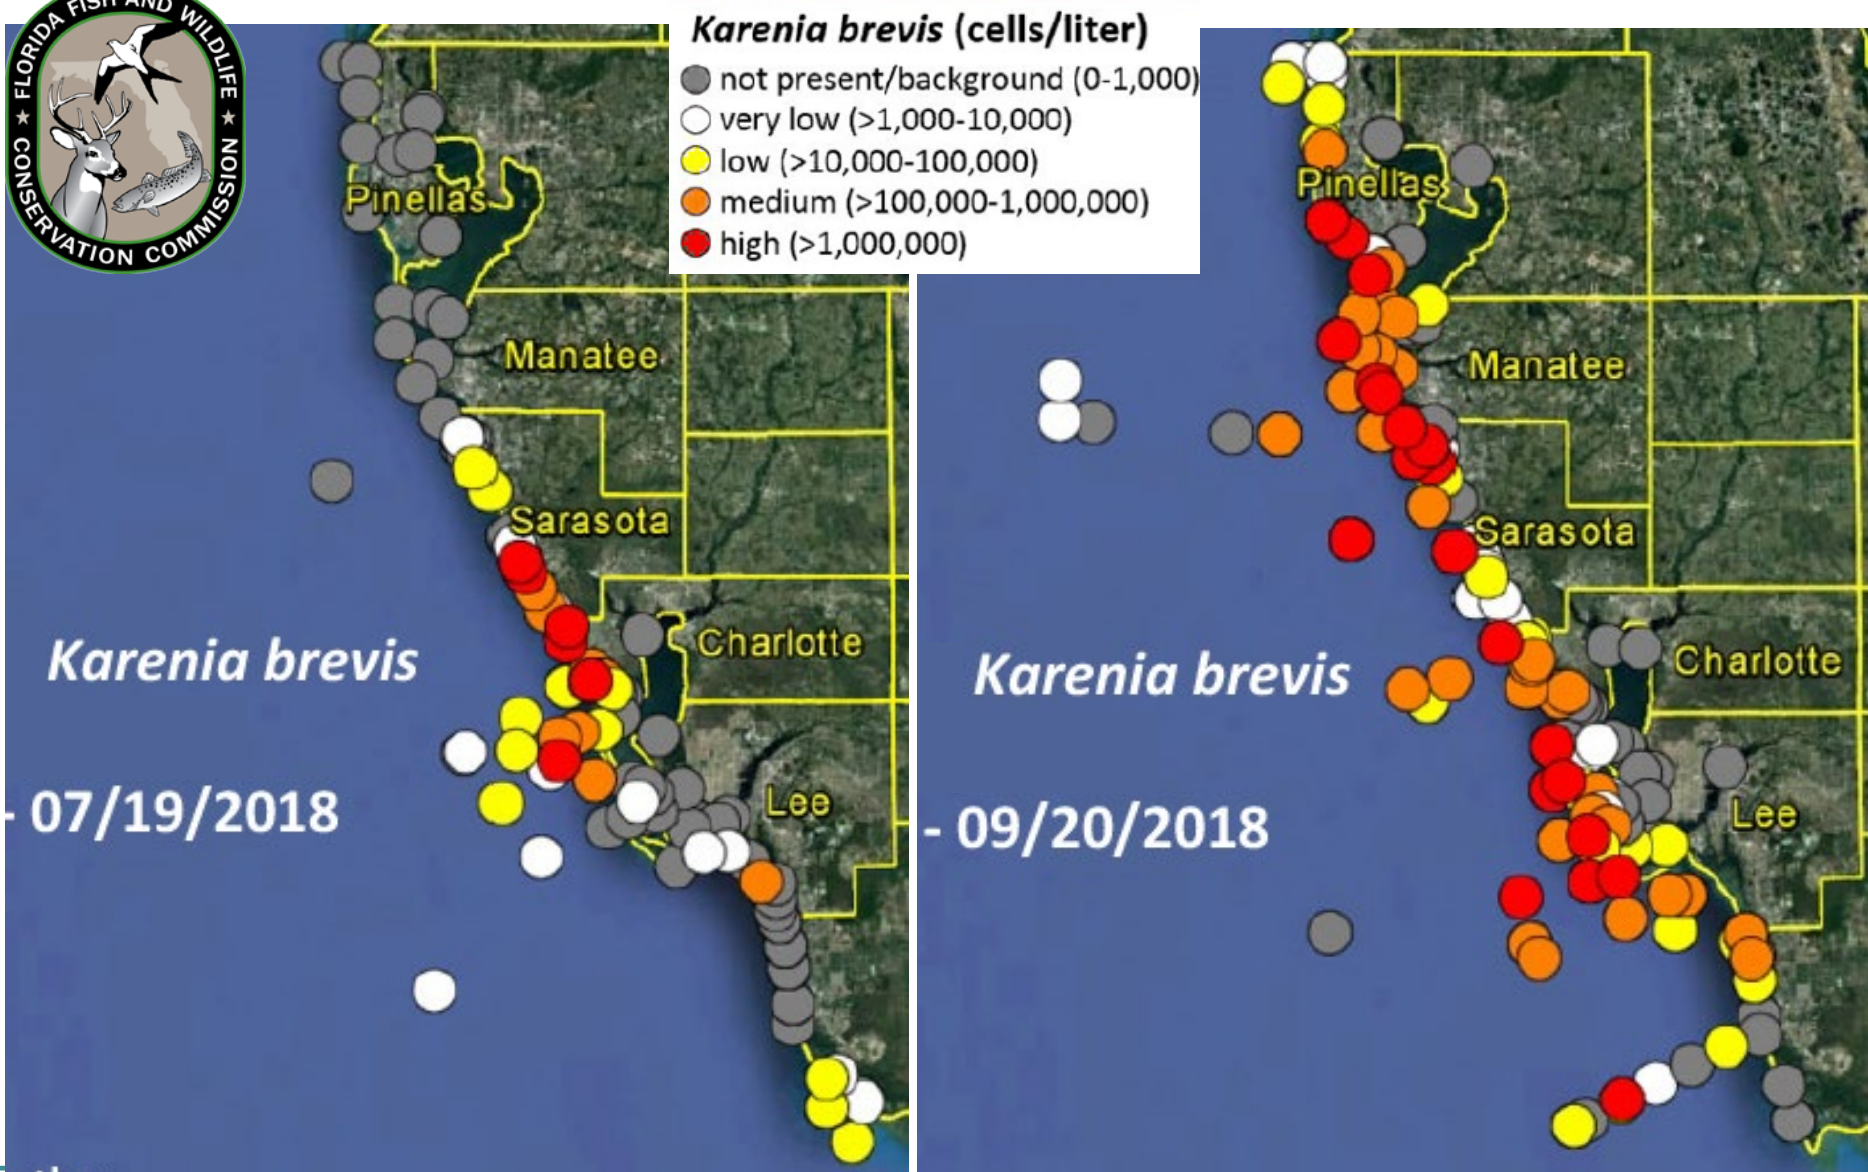 FLORIDA FISH AND WILDLIFE
CONSERVATION COMMISSION
Karenia brevis (cells/liter)
not present/background (0-1,000)
very low (>1,000-10,000)
low (>10,000-100,000)
medium (>100,000-1,000,000)
high (>1,000,000)
Pinellas
Manatee
Sarasota
Charlotte
Karenia brevis
Lee
- 07/19/2018
Pinellas
Manatee
Sarasota
Charlotte
Karenia brevis
Lee
- 09/20/2018